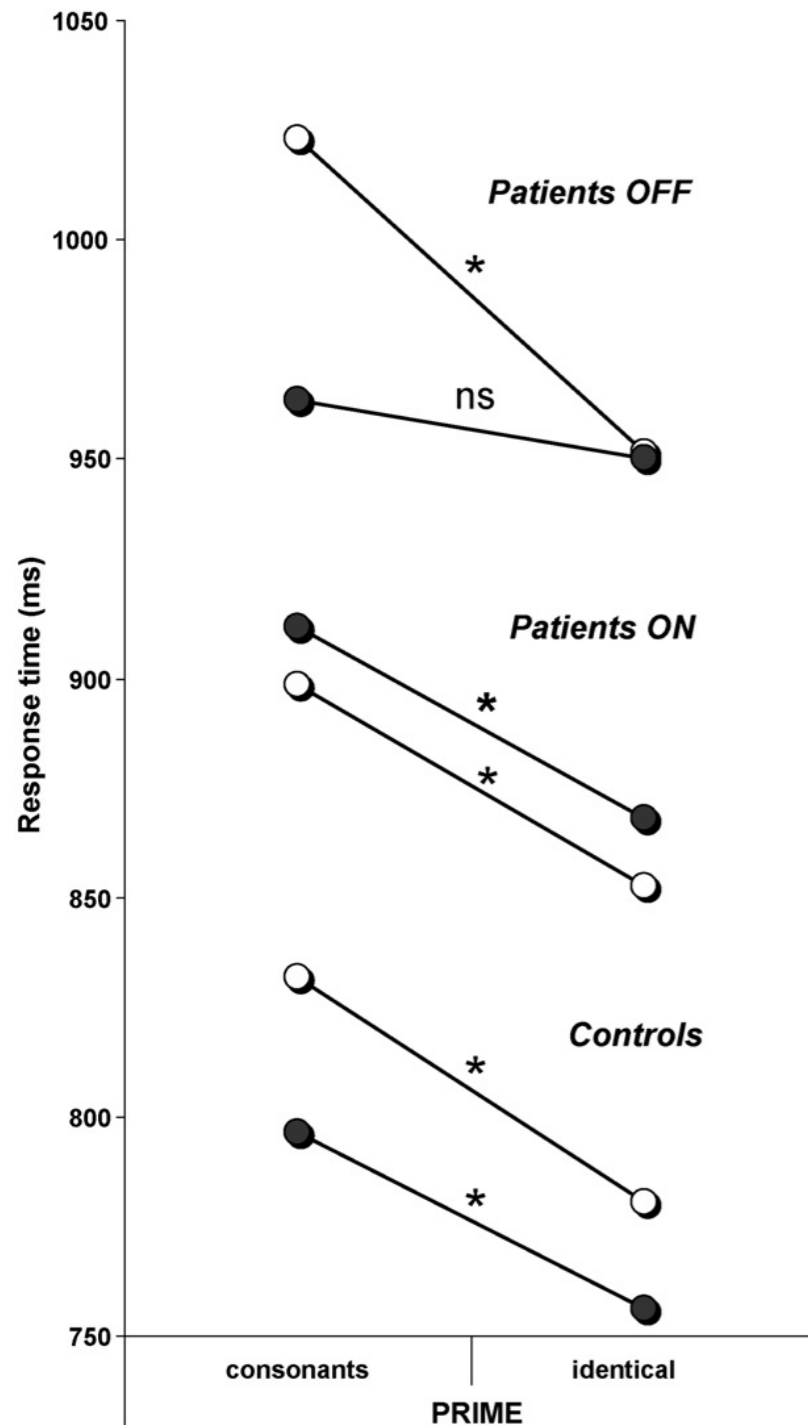 1050
Patients OFF
1000
*
ns
950
Patients ON
900
*
*
850
Controls
*
800
*
750
consonants
identical
PRIME
Response time (ms)